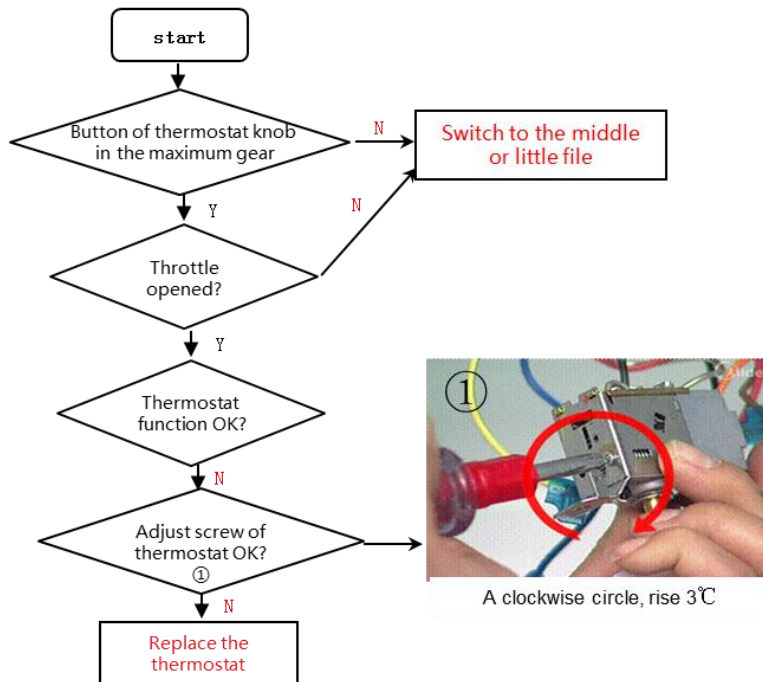 start
Button of thermostat knob
in the maximum gear
N
Switch to the middle
or little file
Y
N
Throttle
opened?
Y
Thermostat
function OK?
N
Adjust screw of
thermostat OK?
①
①
A clockwise circle, rise 3℃
N
Replace the
thermostat